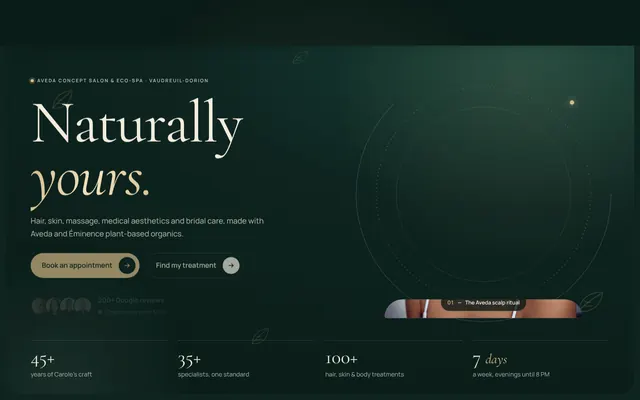 AVEDA CONCEPT SALON & ECO-SPA · VAUDREUIL-DORION
Naturally
yours.
Hair, skin, massage, medical aesthetics and bridal care, made with
Aveda and Éminence plant-based organics.
Book an appointment →
Find my treatment →
200+ Google reviews
01 — The Aveda scalp ritual
45+
years of Carole's craft
35+
specialists, one standard
100+
hair, skin & body treatments
7 days
a week, evenings until 8 PM